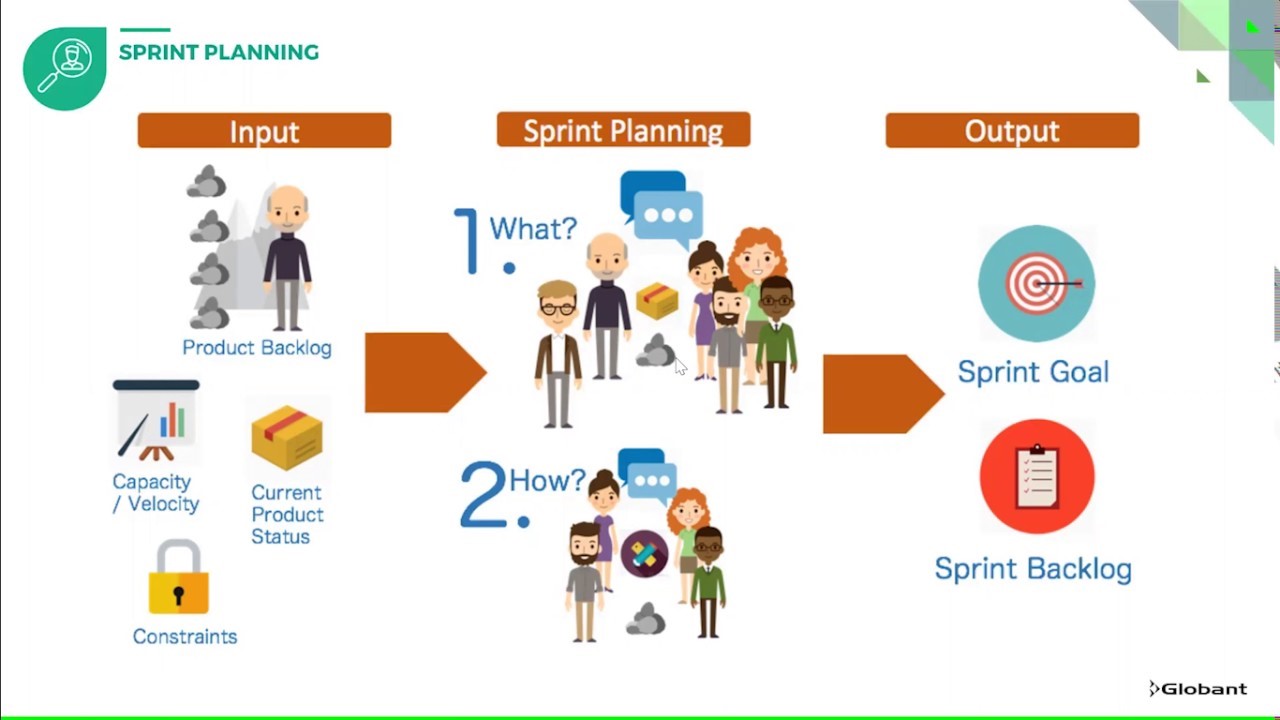 SPRINT PLANNING
Input
Sprint Planning
Output
Product Backlog
Capacity
/ Velocity
Current
Product
Status
Constraints
1.
What?
2.
How?
Sprint Goal
Sprint Backlog
Globant